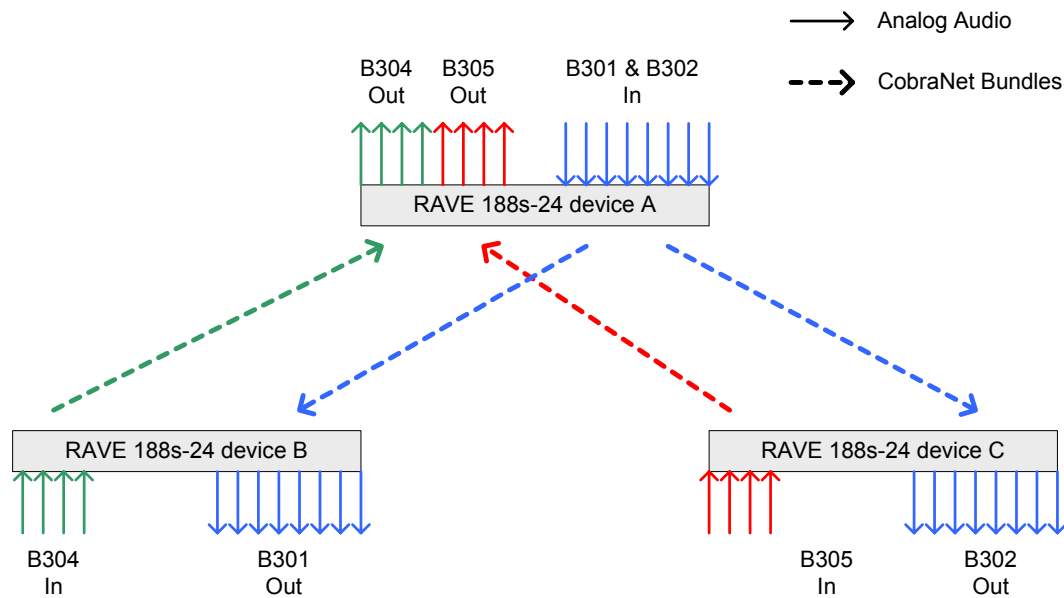 Analog Audio
CobraNet Bundles
B304
Out
B305
Out
B301 & B302
In
RAVE 188s-24 device A
RAVE 188s-24 device B
RAVE 188s-24 device C
B304
In
B301
Out
B305
In
B302
Out